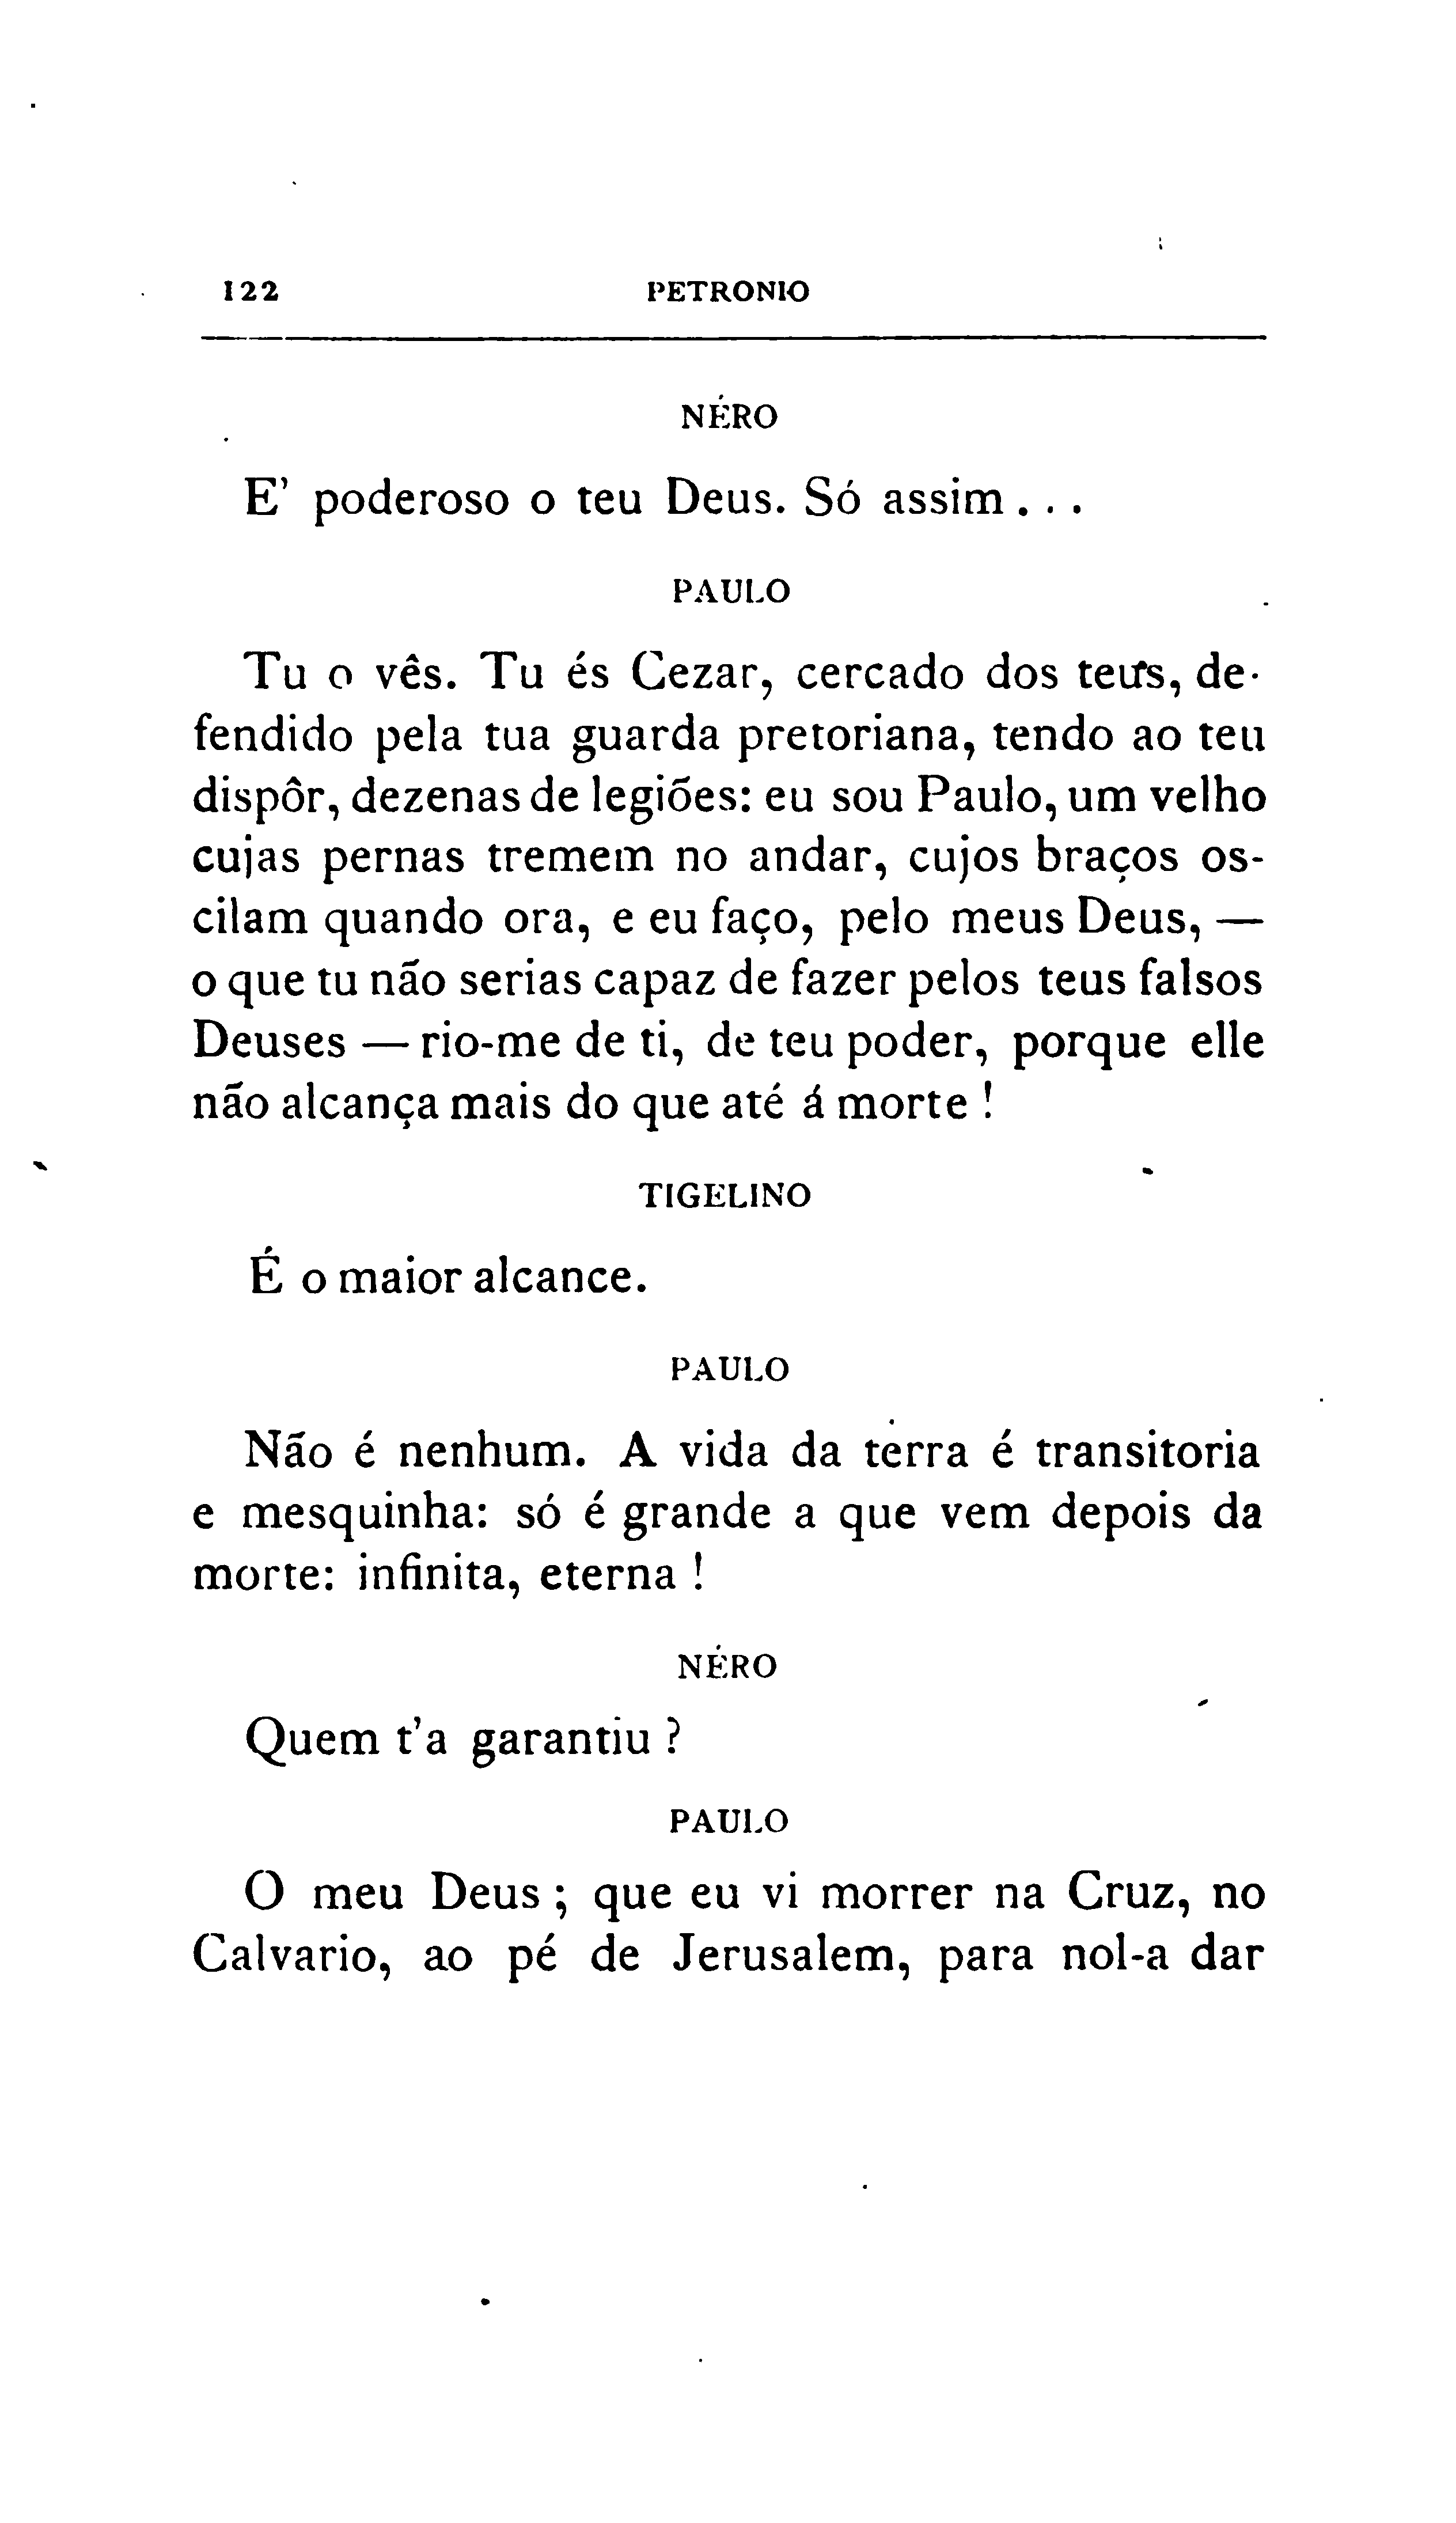 122 PETRONIO
NÉRO
E' poderoso o teu Deus. Só assim...
PAULO
Tu o vês. Tu és Cezar, cercado dos teus, de-
fendido pela tua guarda pretoriana, tendo ao teu
dispôr, dezenas de legiões: eu sou Paulo, um velho
cujas pernas tremem no andar, cujos braços os-
cilam quando ora, e eu faço, pelo meus Deus, —
o que tu não serias capaz de fazer pelos teus falsos
Deuses — rio-me de ti, de teu poder, porque elle
não alcança mais do que até á morte !
TIGELINO
É o maior alcance.
PAULO
Não é nenhum. A vida da terra é transitoria
e mesquinha: só é grande a que vem depois da
morte: infinita, eterna !
NÉRO
Quem t'a garantiu ?
PAULO
O meu Deus ; que eu vi morrer na Cruz, no
Calvario, ao pé de Jerusalem, para nol-a dar